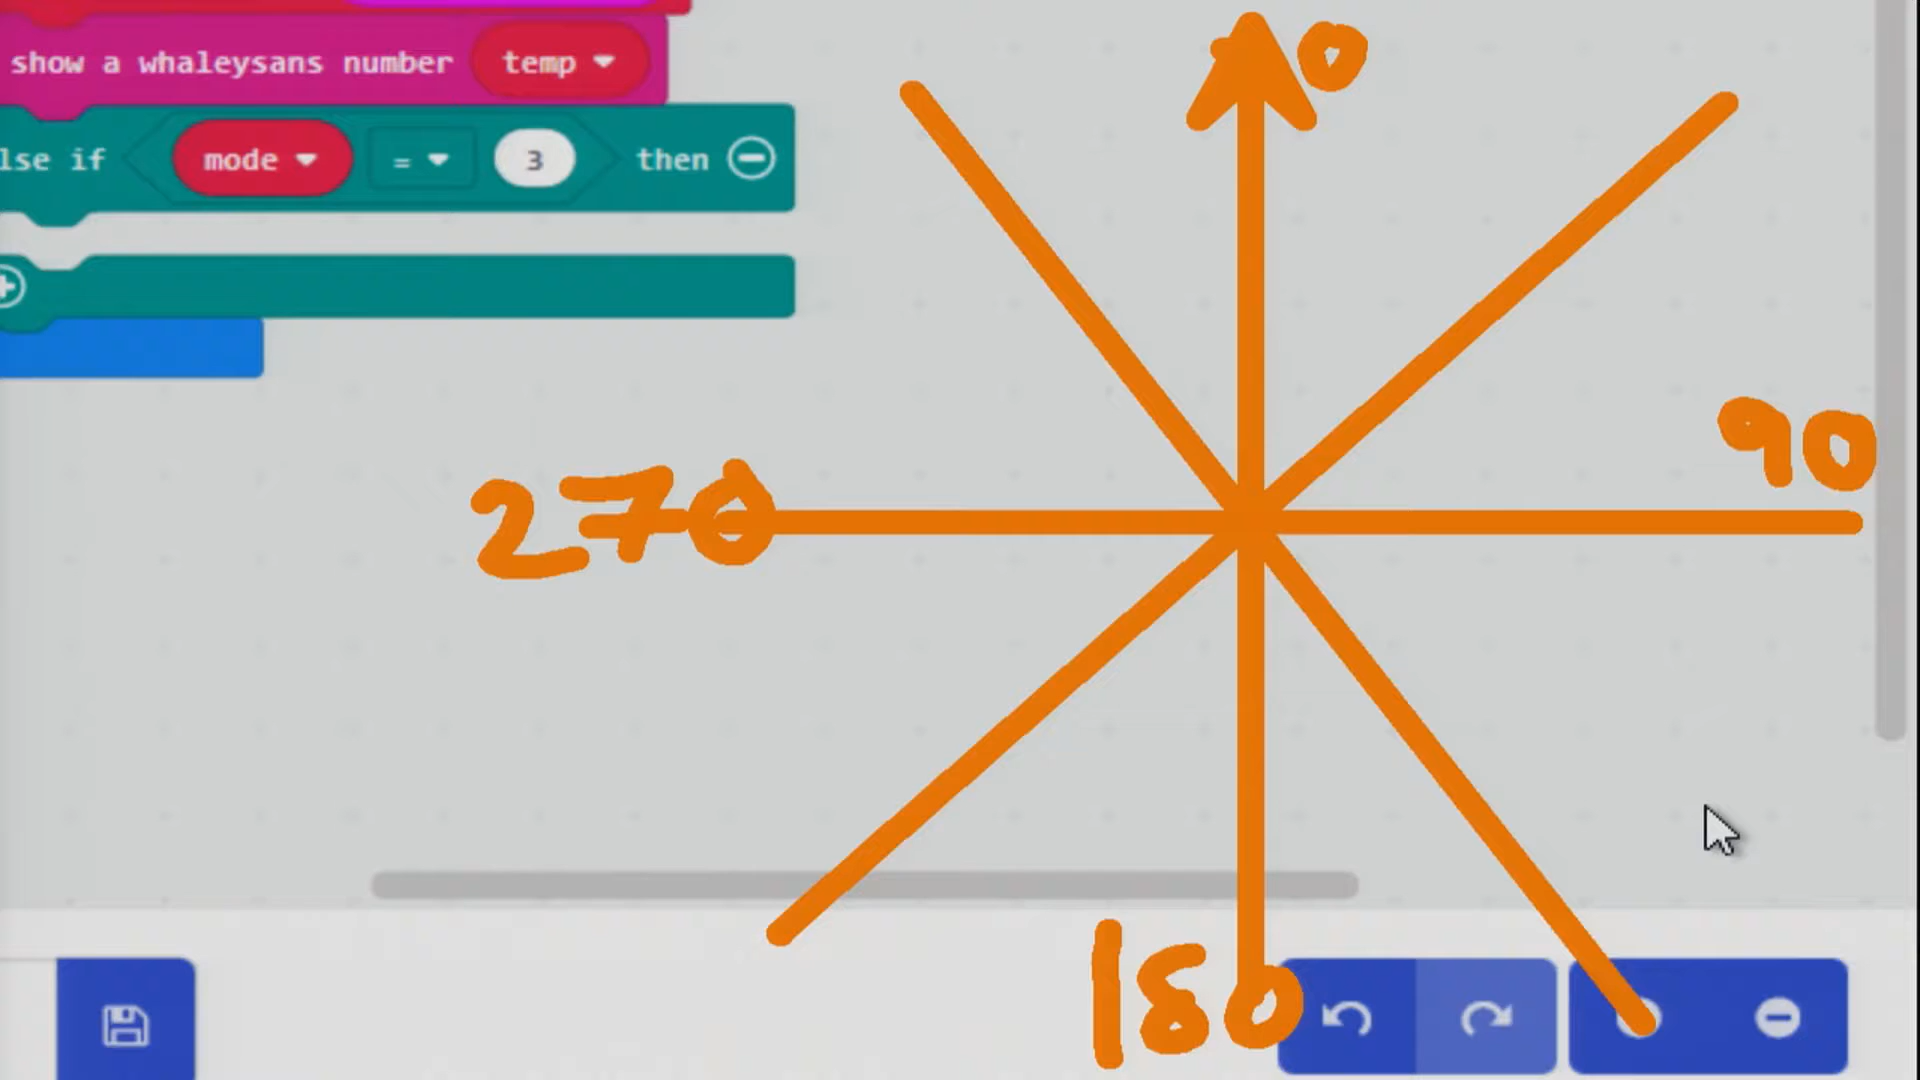 show a whaleysans number temp
lse if mode = 3 then
0
90
270
180